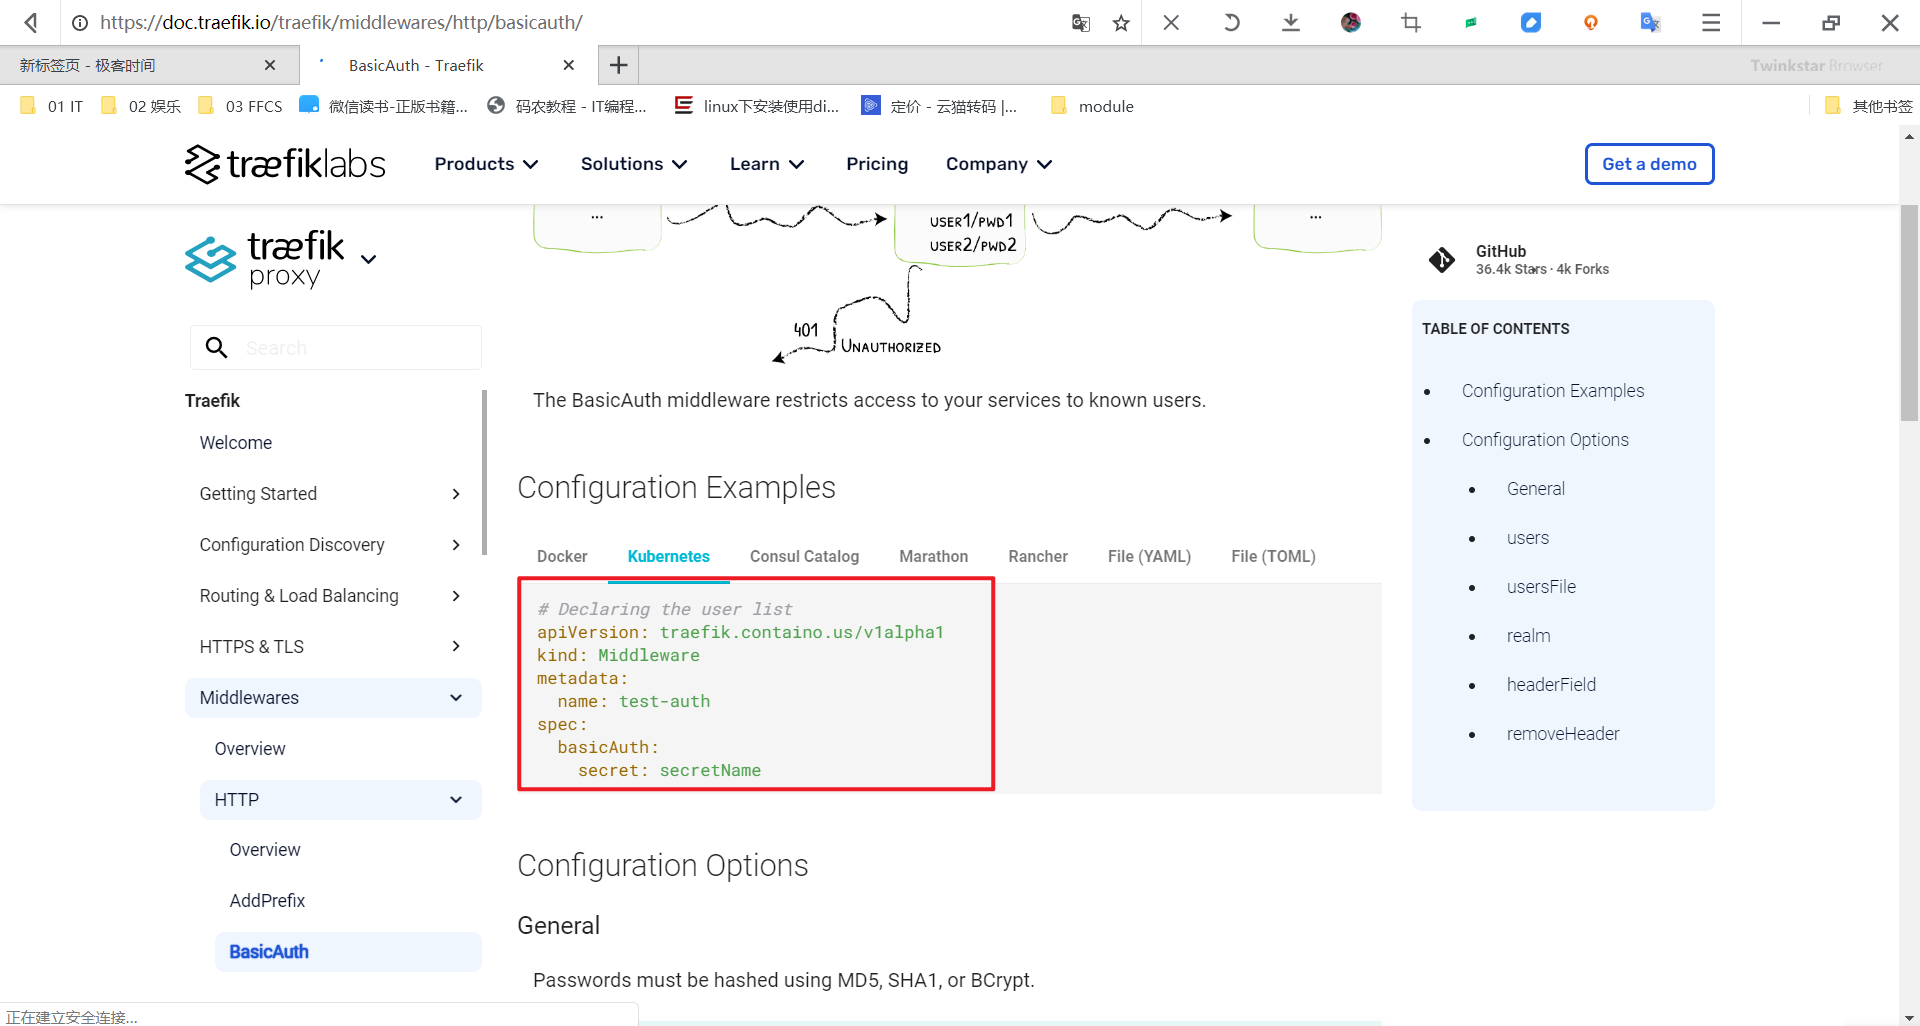 https://doc.traefik.io/traefik/middlewares/http/basicauth/
新标签页 - 极客时间
BasicAuth - Traefik
Twinkstar Browser
01 IT
02 娱乐
03 FFCS
微信读书-正版书籍...
码农教程 - IT编程...
linux下安装使用di...
定价 - 云猫转码 |...
module
其他书签
træfiklabs
Products
Solutions
Learn
Pricing
Company
Get a demo
træfik
proxy
Search
Traefik
Welcome
Getting Started
Configuration Discovery
Routing & Load Balancing
HTTPS & TLS
Middlewares
Overview
HTTP
Overview
AddPrefix
BasicAuth
...
USER1/PWD1
USER2/PWD2
...
401
UNAUTHORIZED
The BasicAuth middleware restricts access to your services to known users.
Configuration Examples
Docker
Kubernetes
Consul Catalog
Marathon
Rancher
File (YAML)
File (TOML)
# Declaring the user list
apiVersion: traefik.containo.us/v1alpha1
kind: Middleware
metadata:
  name: test-auth
spec:
  basicAuth:
    secret: secretName
Configuration Options
General
Passwords must be hashed using MD5, SHA1, or BCrypt.
GitHub
36.4k Stars · 4k Forks
TABLE OF CONTENTS
Configuration Examples
Configuration Options
General
users
usersFile
realm
headerField
removeHeader
正在建立安全连接...